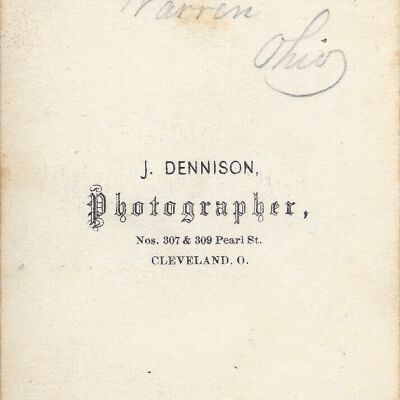 Warren
Ohio
J. DENNISON,
Photographer,
Nos. 307 & 309 Pearl St.
CLEVELAND, O.